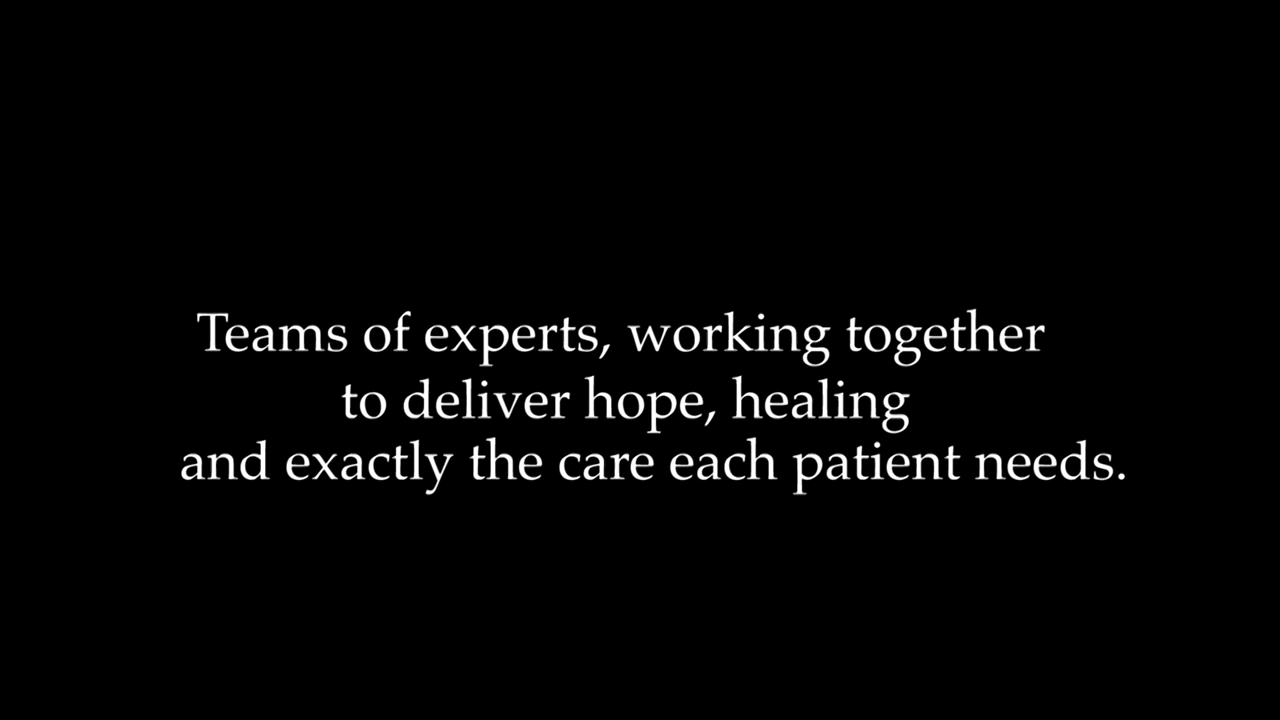 Teams of experts, working together
to deliver hope, healing
and exactly the care each patient needs.